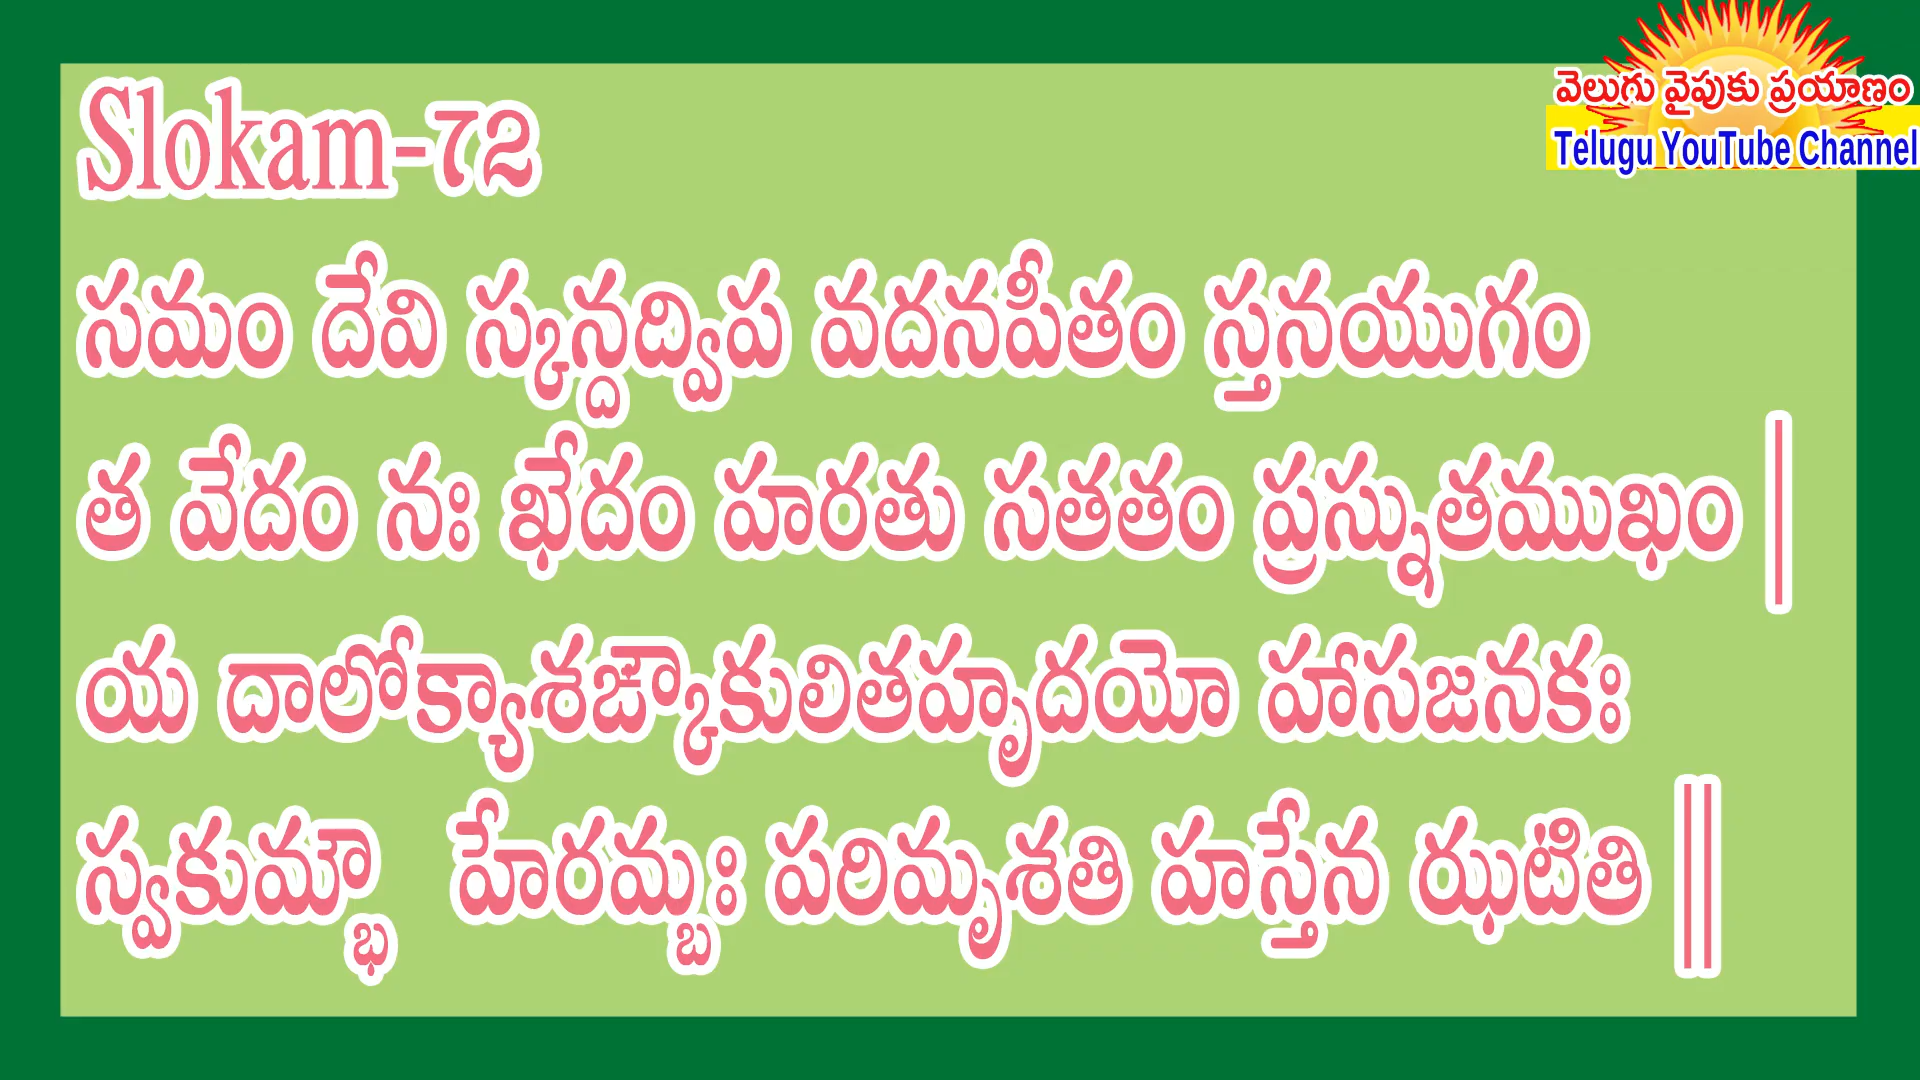 వెలుగు వైపుకు ప్రయాణం
Telugu YouTube Channel
Slokam-72
సమం దేవి స్కన్దద్విప వదనపీతం స్తనయుగం
త వేదం నః ఖేదం హరతు సతతం ప్రస్నుతముఖం |
య దాలోక్యాశఙ్కౌకులితహృదయో హాసజనకః
స్వకుమ్భౌ హేరమ్బః పరిమృశతి హస్తేన ఝటితి ||